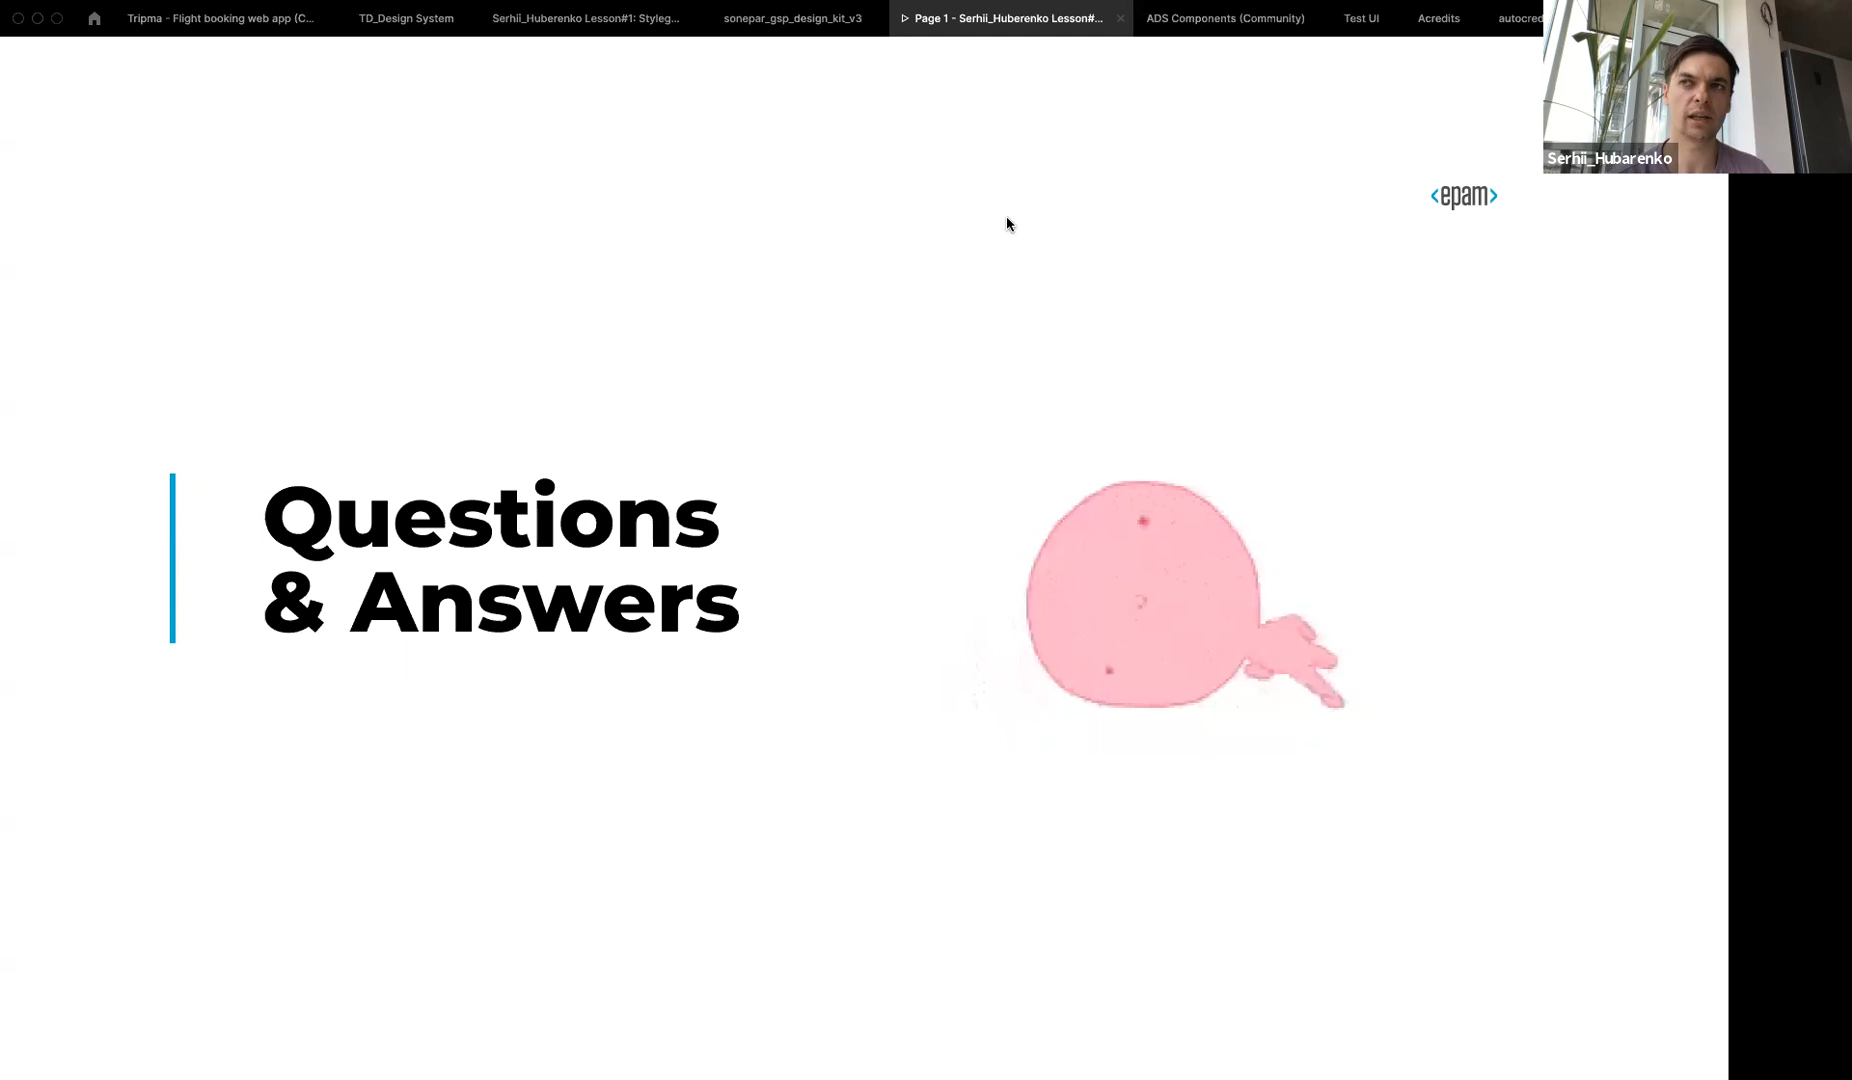 Tripma - Flight booking web app (C...
TD_Design System
Serhii_Huberenko Lesson#1: Styleg...
sonepar_gsp_design_kit_v3
Page 1 - Serhii_Huberenko Lesson#...
ADS Components (Community)
Test UI
Acredits
autocred
Serhii_Hubarenko
<epam>
Questions
& Answers